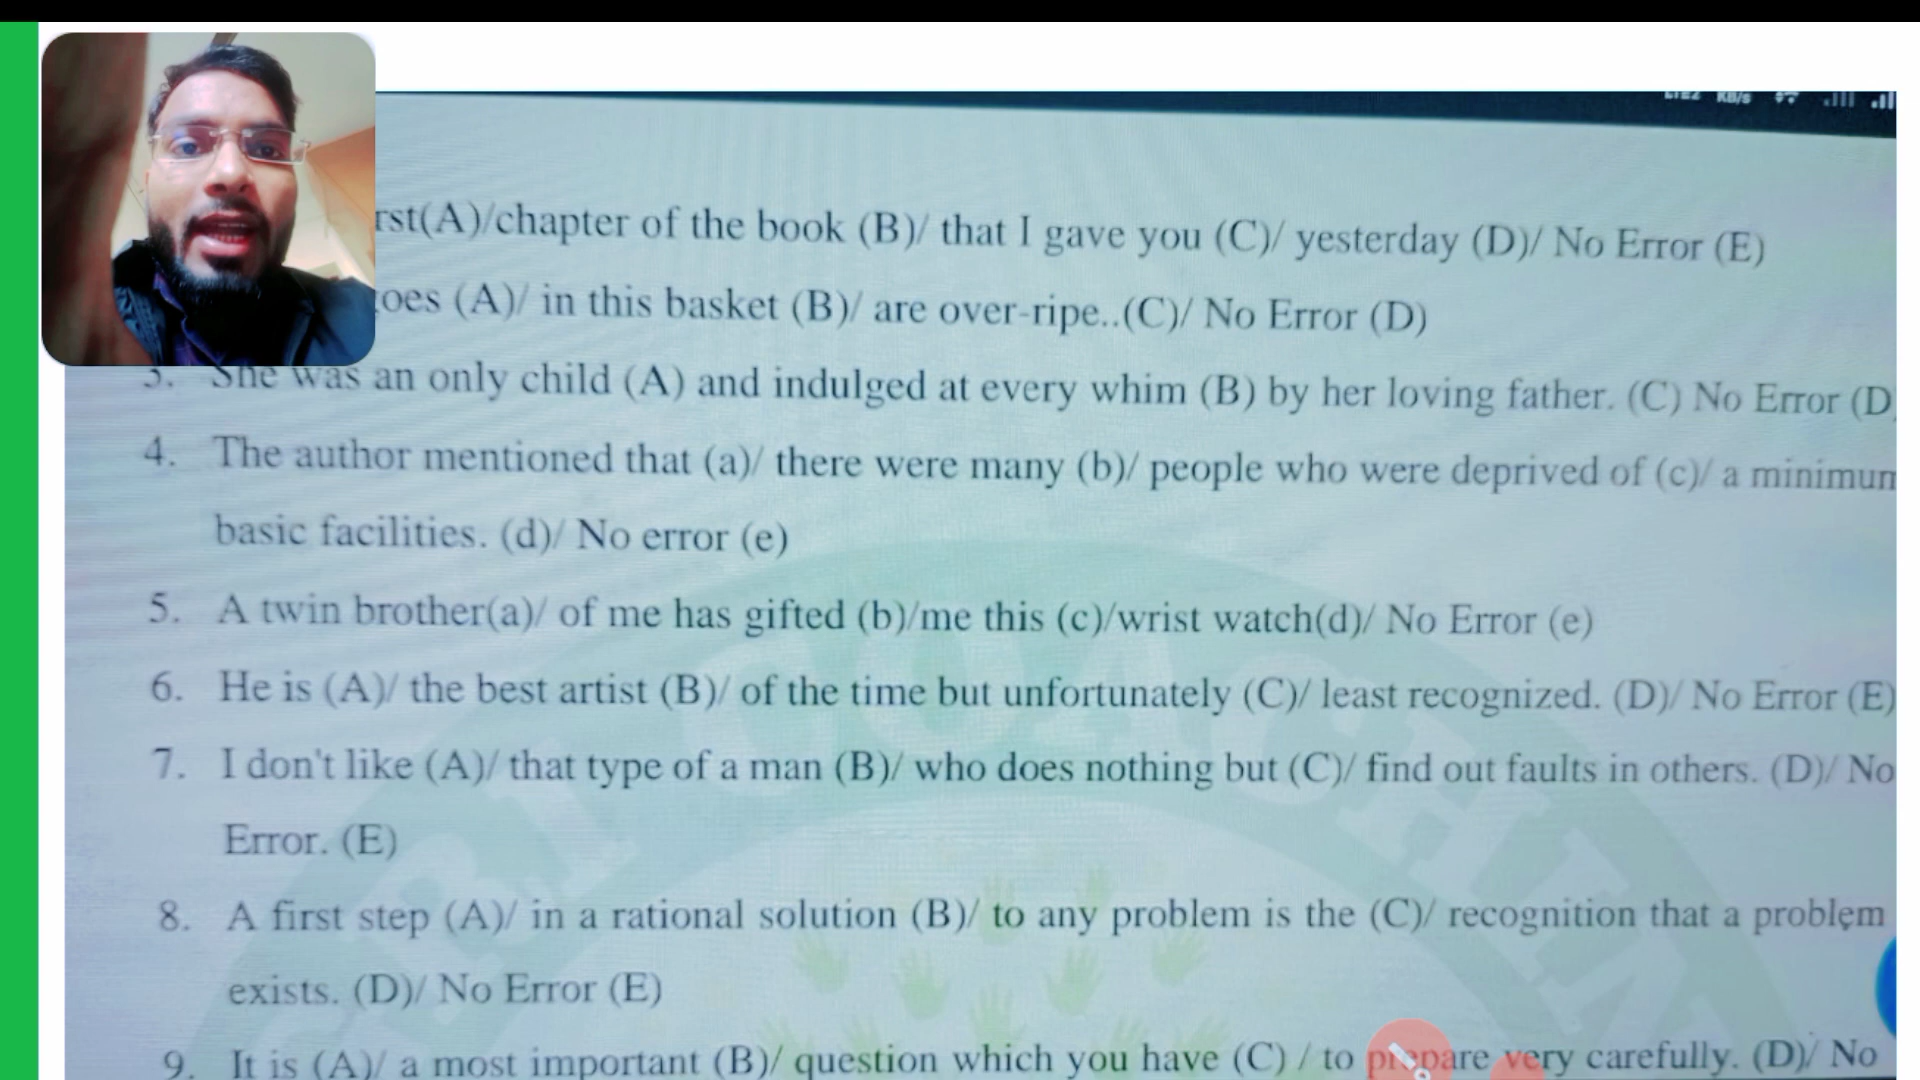 rst(A)/chapter of the book (B)/ that I gave you (C)/ yesterday (D)/ No Error (E)
oes (A)/ in this basket (B)/ are over-ripe..(C)/ No Error (D)
3. She was an only child (A) and indulged at every whim (B) by her loving father. (C) No Error (D
4. The author mentioned that (a)/ there were many (b)/ people who were deprived of (c)/ a minimum
basic facilities. (d)/ No error (e)
5. A twin brother(a)/ of me has gifted (b)/me this (c)/wrist watch(d)/ No Error (e)
6. He is (A)/ the best artist (B)/ of the time but unfortunately (C)/ least recognized. (D)/ No Error (E)
7. I don't like (A)/ that type of a man (B)/ who does nothing but (C)/ find out faults in others. (D)/ No
Error. (E)
8. A first step (A)/ in a rational solution (B)/ to any problem is the (C)/ recognition that a problem
exists. (D)/ No Error (E)
9. It is (A)/ a most important (B)/ question which you have (C) / to prepare very carefully. (D)/ No